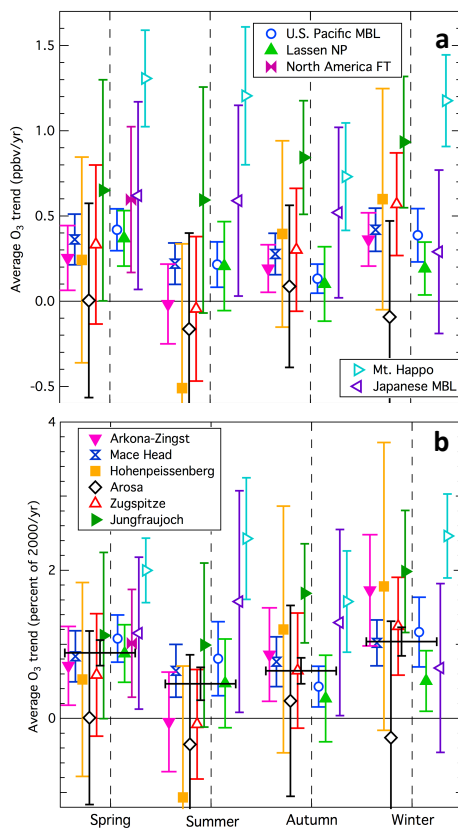 a
U.S. Pacific MBL
Lassen NP
North America FT
1.5
1.0
0.5
0.0
-0.5
Average O₃ trend (ppbv/yr)
Mt. Happo
Japanese MBL
b
Arkona-Zingst
Mace Head
Hohenpeissenberg
Arosa
Zugspitze
Jungfraujoch
4
2
0
Average O₃ trend (percent of 2000/yr)
Spring Summer Autumn Winter